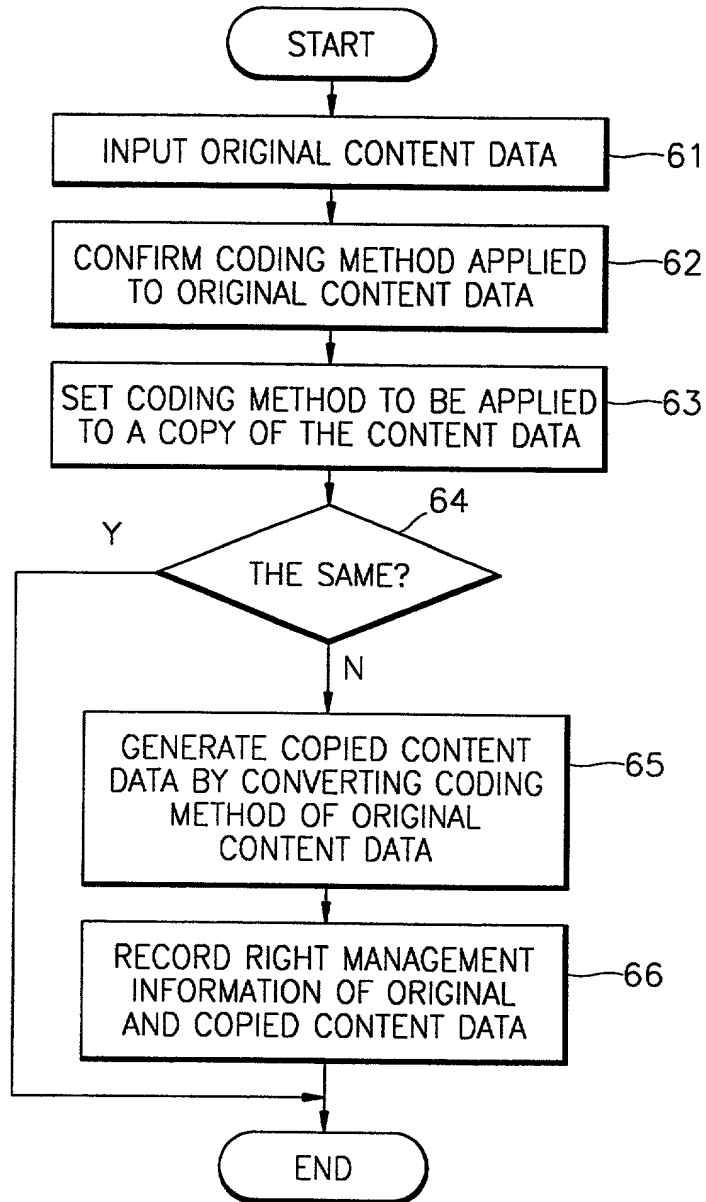 START
INPUT ORIGINAL CONTENT DATA
61
CONFIRM CODING METHOD APPLIED
TO ORIGINAL CONTENT DATA
62
SET CODING METHOD TO BE APPLIED
TO A COPY OF THE CONTENT DATA
63
64
Y
THE SAME?
N
GENERATE COPIED CONTENT
DATA BY CONVERTING CODING
METHOD OF ORIGINAL
CONTENT DATA
65
RECORD RIGHT MANAGEMENT
INFORMATION OF ORIGINAL
AND COPIED CONTENT DATA
66
END